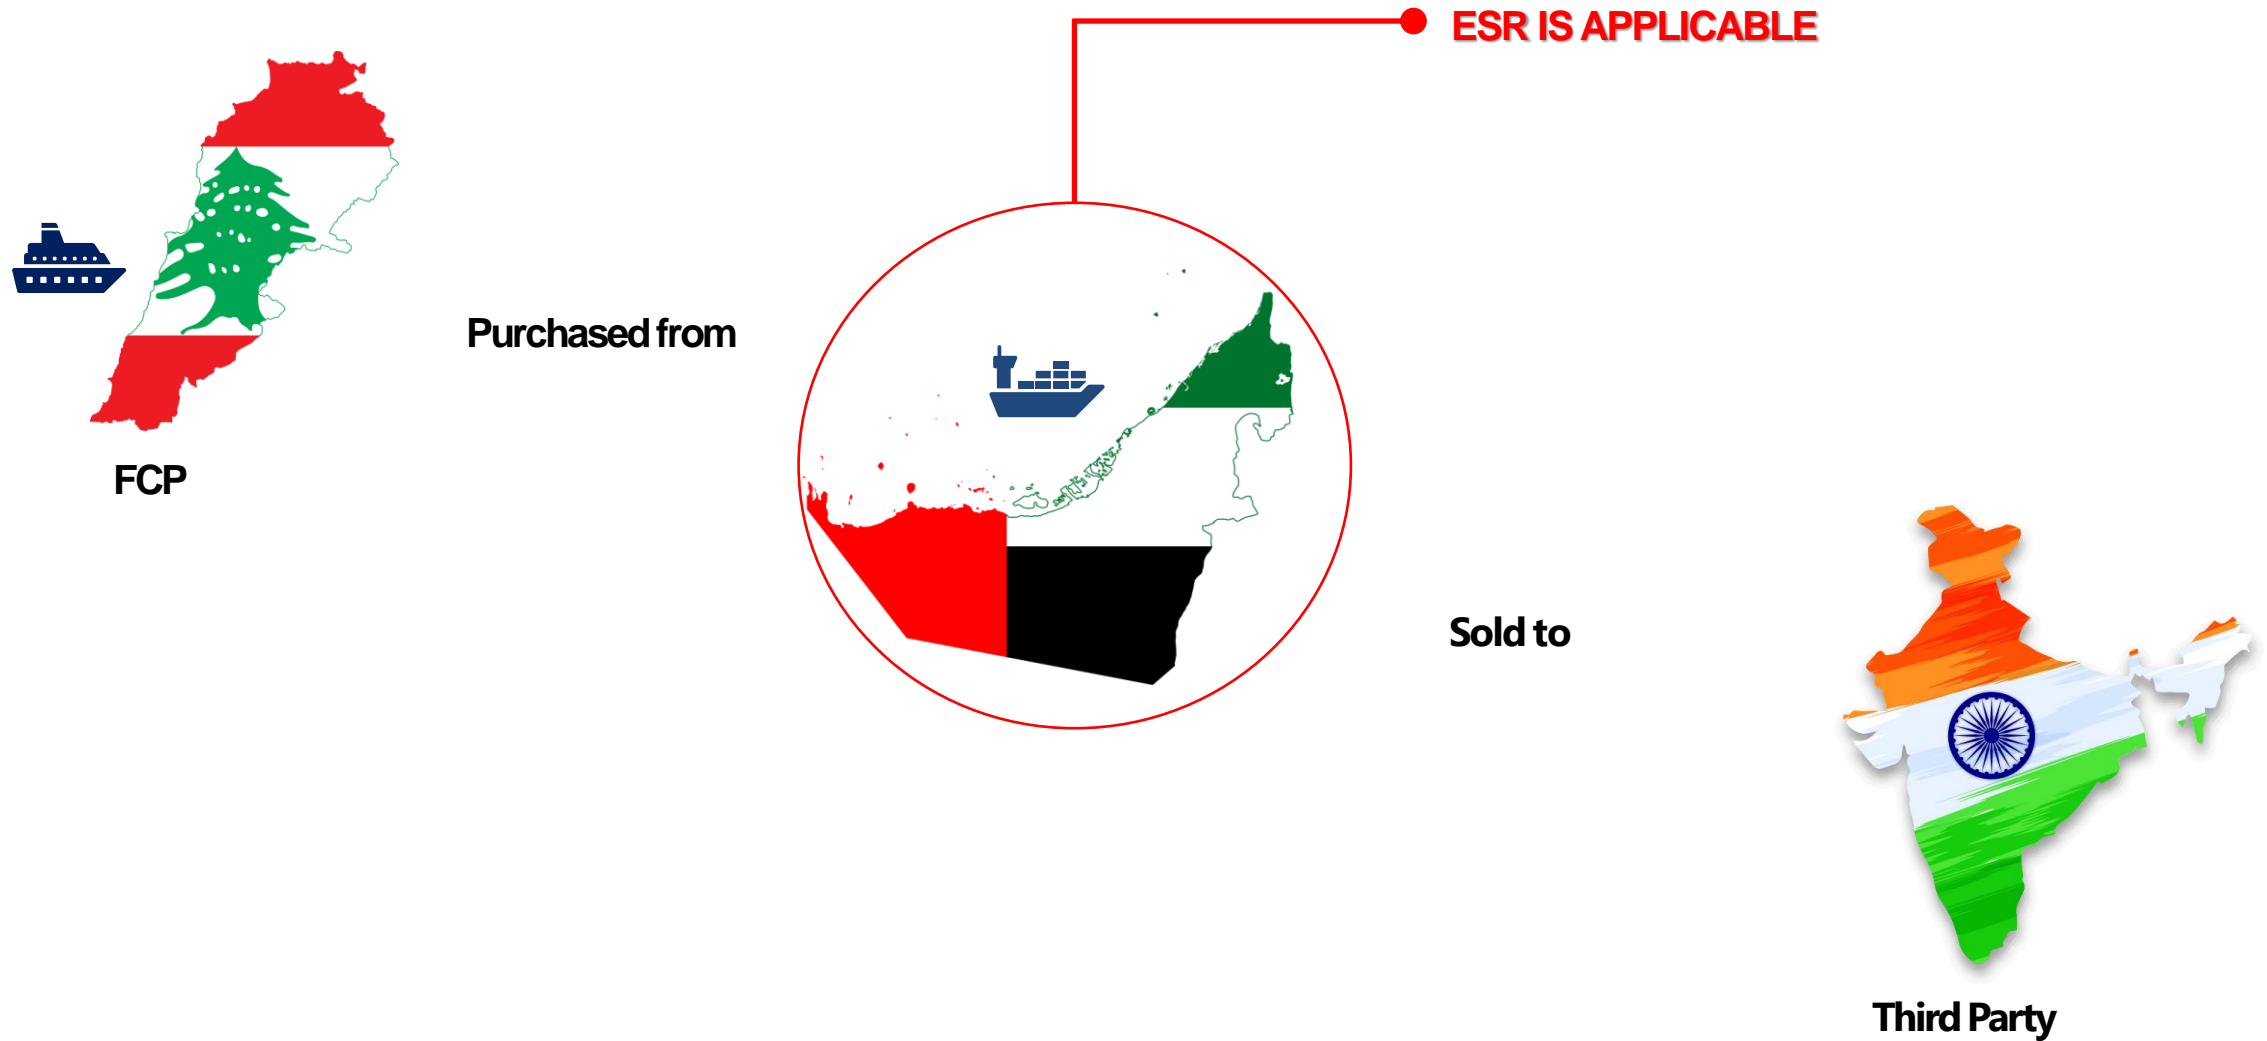 ESR IS APPLICABLE
Purchased from
FCP
Sold to
Third Party